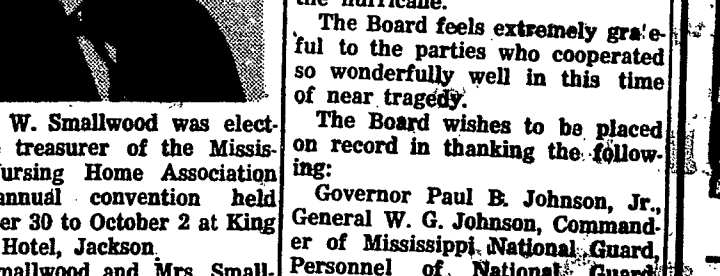 W. Smallwood was elect-
treasurer of the Missis-
ursing Home Association
annual convention held
er 30 to October 2 at King
Hotel, Jackson.
mallwood and Mrs. Small-
the hurricane.
The Board feels extremely grate-
ful to the parties who cooperated
so wonderfully well in this time
of near tragedy.
The Board wishes to be placed
on record in thanking the follow-
ing:
Governor Paul B. Johnson, Jr.,
General W. G. Johnson, Command-
er of Mississippi National Guard,
Personnel of National Guard